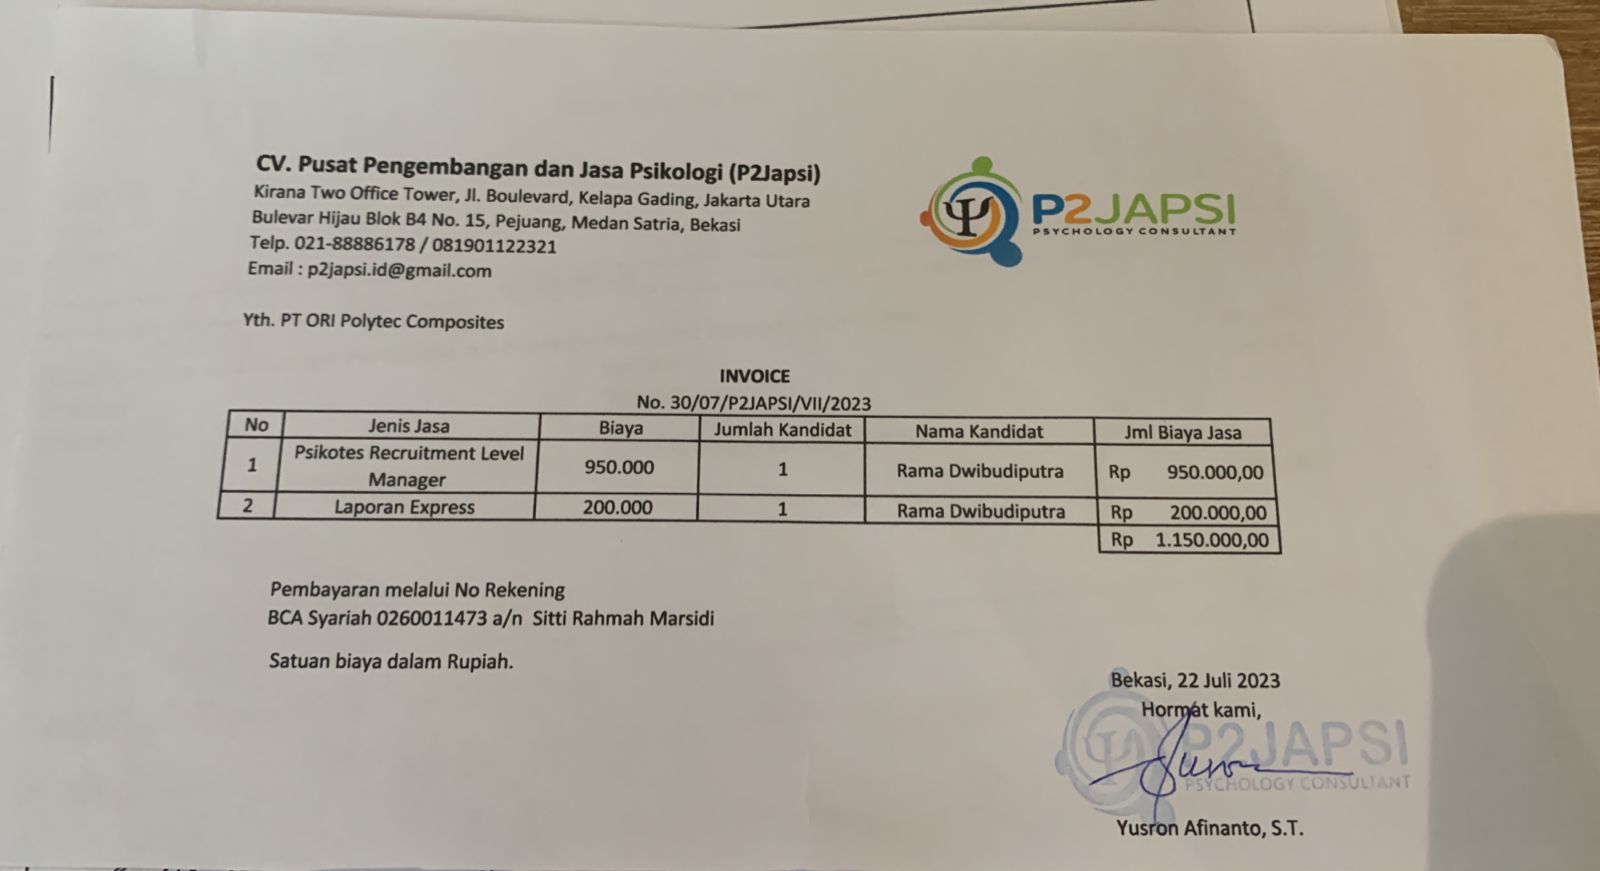 CV. Pusat Pengembangan dan Jasa Psikologi (P2Japsi)
Kirana Two Office Tower, Jl. Boulevard, Kelapa Gading, Jakarta Utara
Bulevar Hijau Blok B4 No. 15, Pejuang, Medan Satria, Bekasi
Telp. 021-88886178 / 081901122321
Email : p2japsi.id@gmail.com
P2JAPSI
PSYCHOLOGY CONSULTANT
Yth. PT ORI Polytec Composites
INVOICE
No. 30/07/P2JAPSI/VII/2023
No Jenis Jasa Biaya Jumlah Kandidat Nama Kandidat Jml Biaya Jasa
1 Psikotes Recruitment Level Manager 950.000 1 Rama Dwibudiputra Rp 950.000,00
2 Laporan Express 200.000 1 Rama Dwibudiputra Rp 200.000,00
Rp 1.150.000,00
Pembayaran melalui No Rekening
BCA Syariah 0260011473 a/n Sitti Rahmah Marsidi
Satuan biaya dalam Rupiah.
Bekasi, 22 Juli 2023
Hormat kami,
P2JAPSI
PSYCHOLOGY CONSULTANT
Yusron Afinanto, S.T.